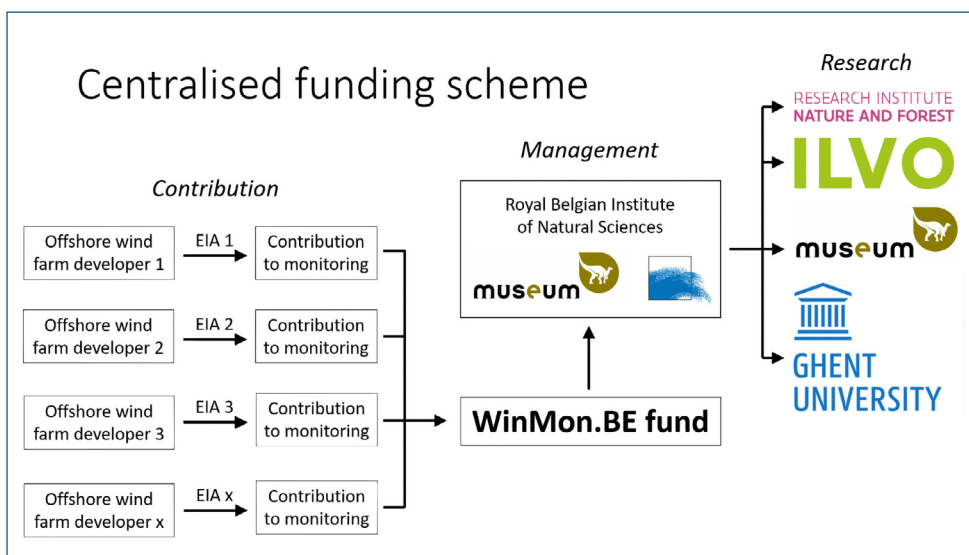 Centralised funding scheme
Contribution
Offshore wind
farm developer 1
EIA 1
Contribution
to monitoring
Offshore wind
farm developer 2
EIA 2
Contribution
to monitoring
Offshore wind
farm developer 3
EIA 3
Contribution
to monitoring
Offshore wind
farm developer x
EIA x
Contribution
to monitoring
Management
Royal Belgian Institute
of Natural Sciences
museum
WinMon.BE fund
Research
RESEARCH INSTITUTE
NATURE AND FOREST
ILVO
museum
GHENT
UNIVERSITY